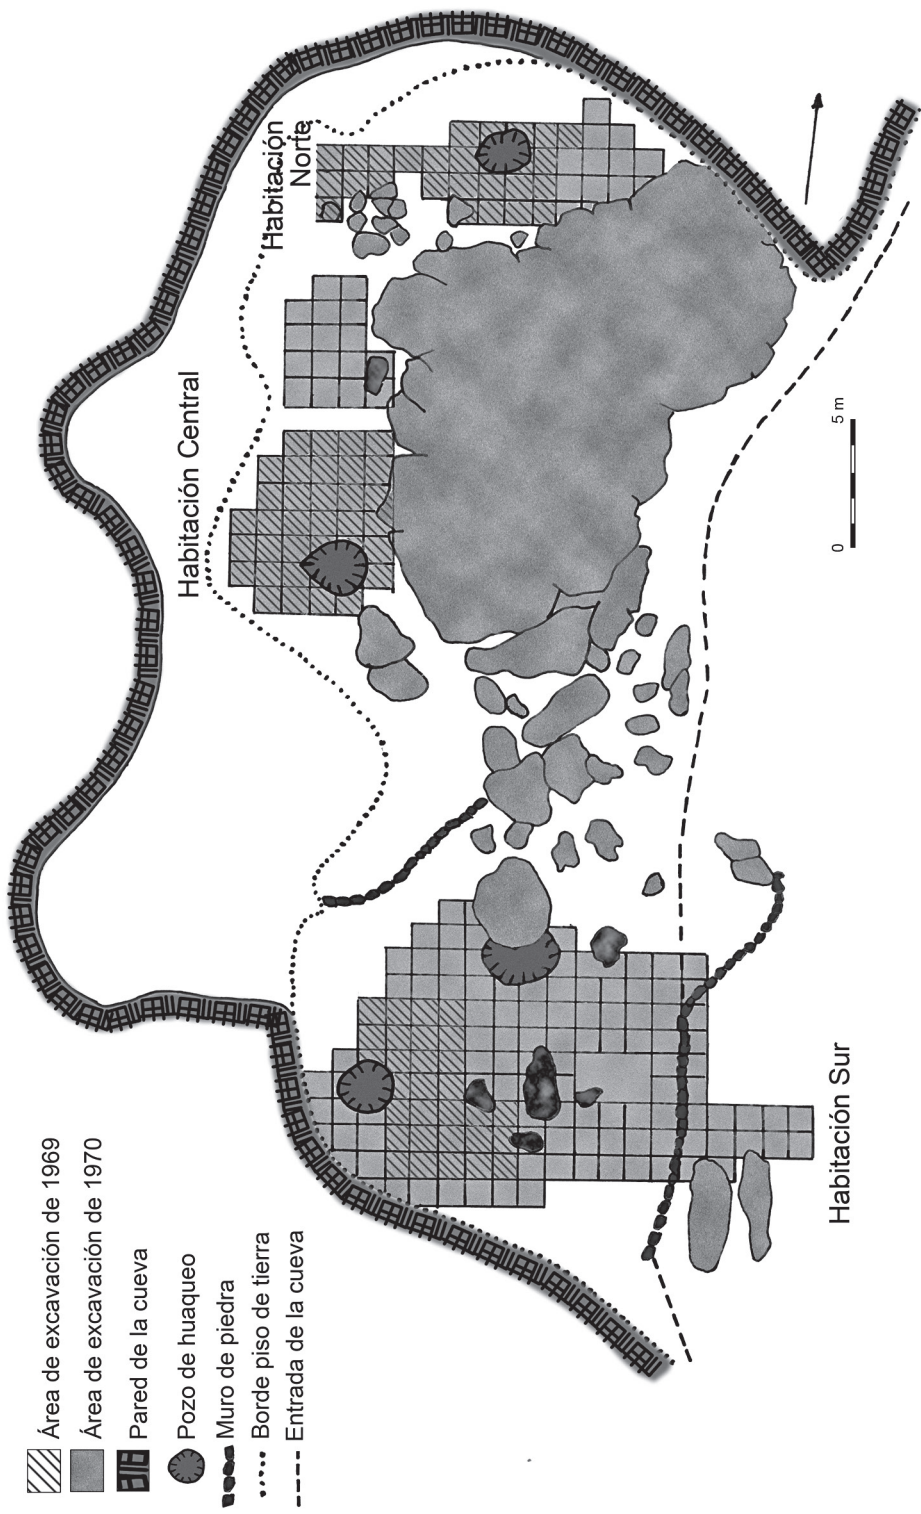 Área de excavación de 1969
Área de excavación de 1970
Pared de la cueva
Pozo de huaqueo
Muro de piedra
Borde piso de tierra
Entrada de la cueva
Habitación Sur
Habitación Central
Habitación
Norte
0 5 m